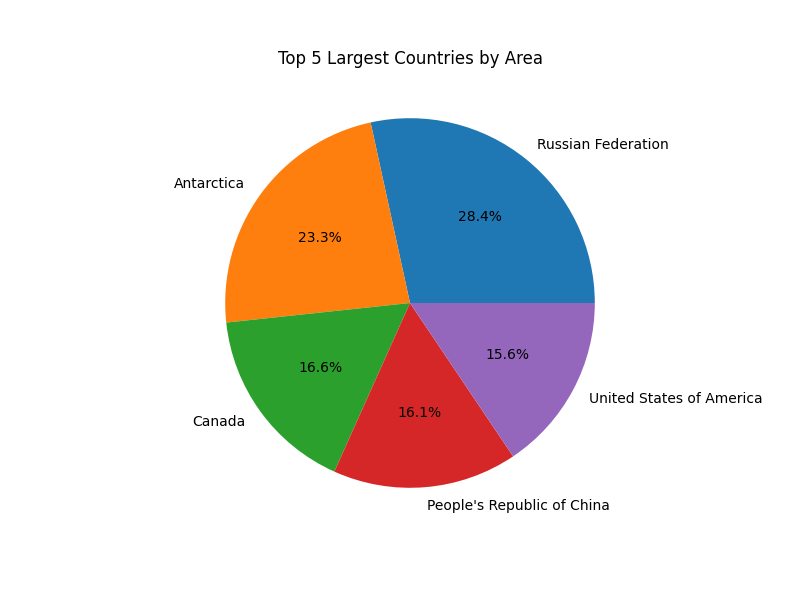 Top 5 Largest Countries by Area
Russian Federation
28.4%
Antarctica
23.3%
Canada
16.6%
People's Republic of China
16.1%
United States of America
15.6%